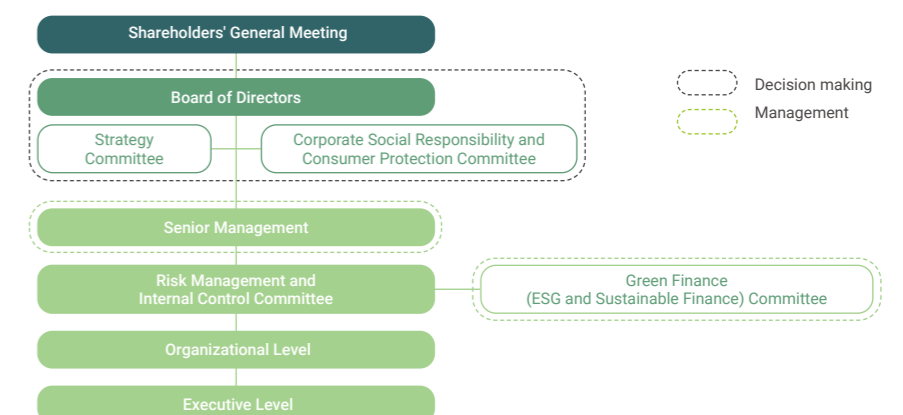 Shareholders' General Meeting
Board of Directors
Strategy
Committee
Corporate Social Responsibility and
Consumer Protection Committee
Decision making
Management
Senior Management
Risk Management and
Internal Control Committee
Green Finance
(ESG and Sustainable Finance) Committee
Organizational Level
Executive Level